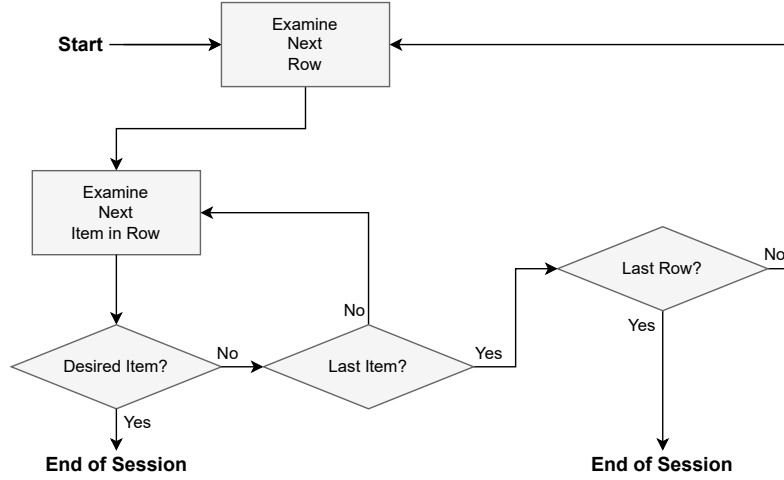 Examine
Next
Row
Start
Examine
Next
Item in Row
Last Row?
No
No
Yes
Desired Item?
No
Last Item?
Yes
Yes
End of Session
End of Session